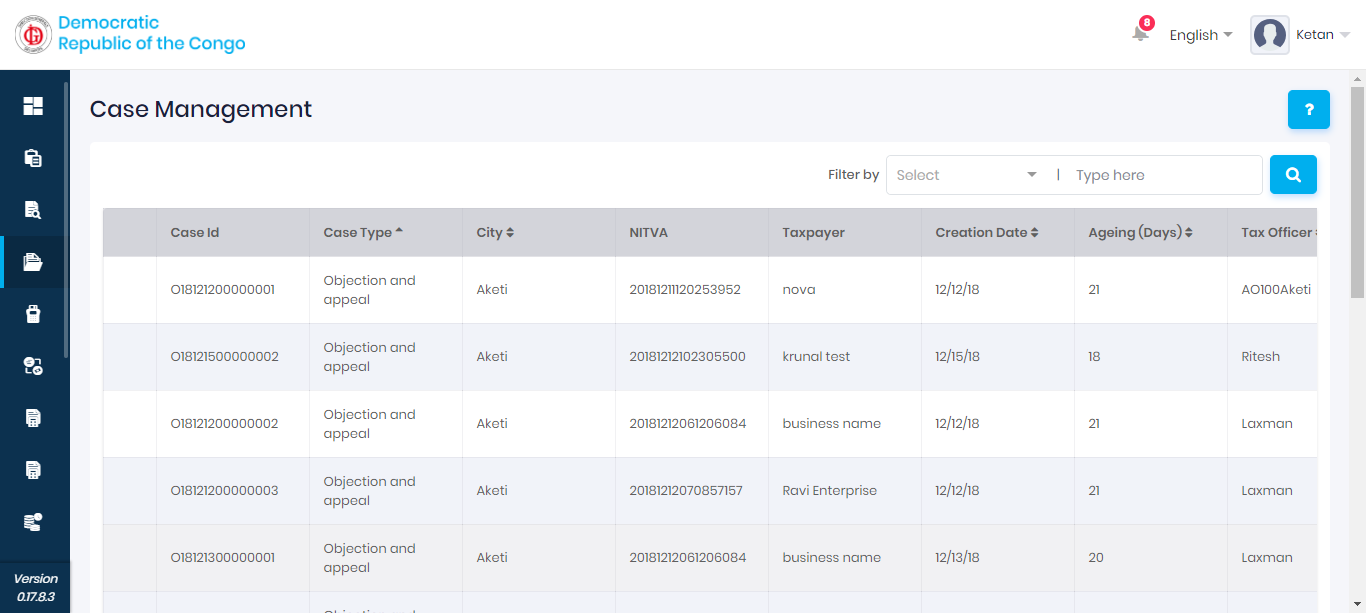 Democratic
Republic of the Congo
8
English
Ketan
Case Management
?
Filter by
Select
|
Type here
Case Id Case Type City NITVA Taxpayer Creation Date Ageing (Days) Tax Officer
O18121200000001 Objection and appeal Aketi 20181211120253952 nova 12/12/18 21 AO100Aketi
O18121500000002 Objection and appeal Aketi 20181212102305500 krunal test 12/15/18 18 Ritesh
O18121200000002 Objection and appeal Aketi 20181212061206084 business name 12/12/18 21 Laxman
O18121200000003 Objection and appeal Aketi 20181212070857157 Ravi Enterprise 12/12/18 21 Laxman
O18121300000001 Objection and appeal Aketi 20181212061206084 business name 12/13/18 20 Laxman
Version
0.17.8.3